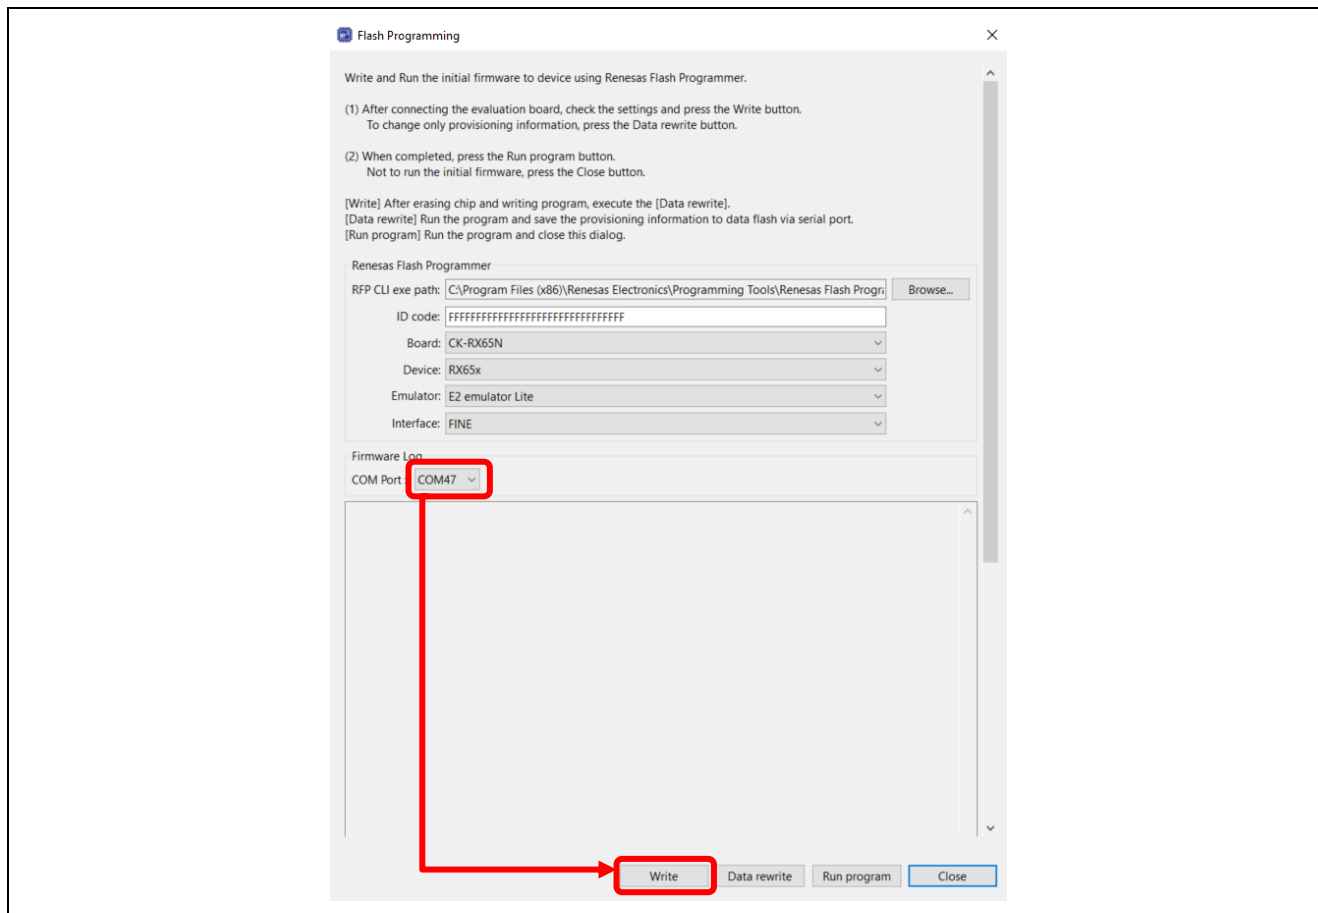 Flash Programming
Write and Run the initial firmware to device using Renesas Flash Programmer.
(1) After connecting the evaluation board, check the settings and press the Write button.
To change only provisioning information, press the Data rewrite button.
(2) When completed, press the Run program button.
Not to run the initial firmware, press the Close button.
[Write] After erasing chip and writing program, execute the [Data rewrite].
[Data rewrite] Run the program and save the provisioning information to data flash via serial port.
[Run program] Run the program and close this dialog.
Renesas Flash Programmer
RFP CLI exe path: C:\Program Files (x86)\Renesas Electronics\Programming Tools\Renesas Flash Progra Browse...
ID code: FFFFFFFFFFFFFFFFFFFFFFFFFFFFFFFF
Board: CK-RX65N
Device: RX65x
Emulator: E2 emulator Lite
Interface: FINE
Firmware Log
COM Port : COM47
Write Data rewrite Run program Close